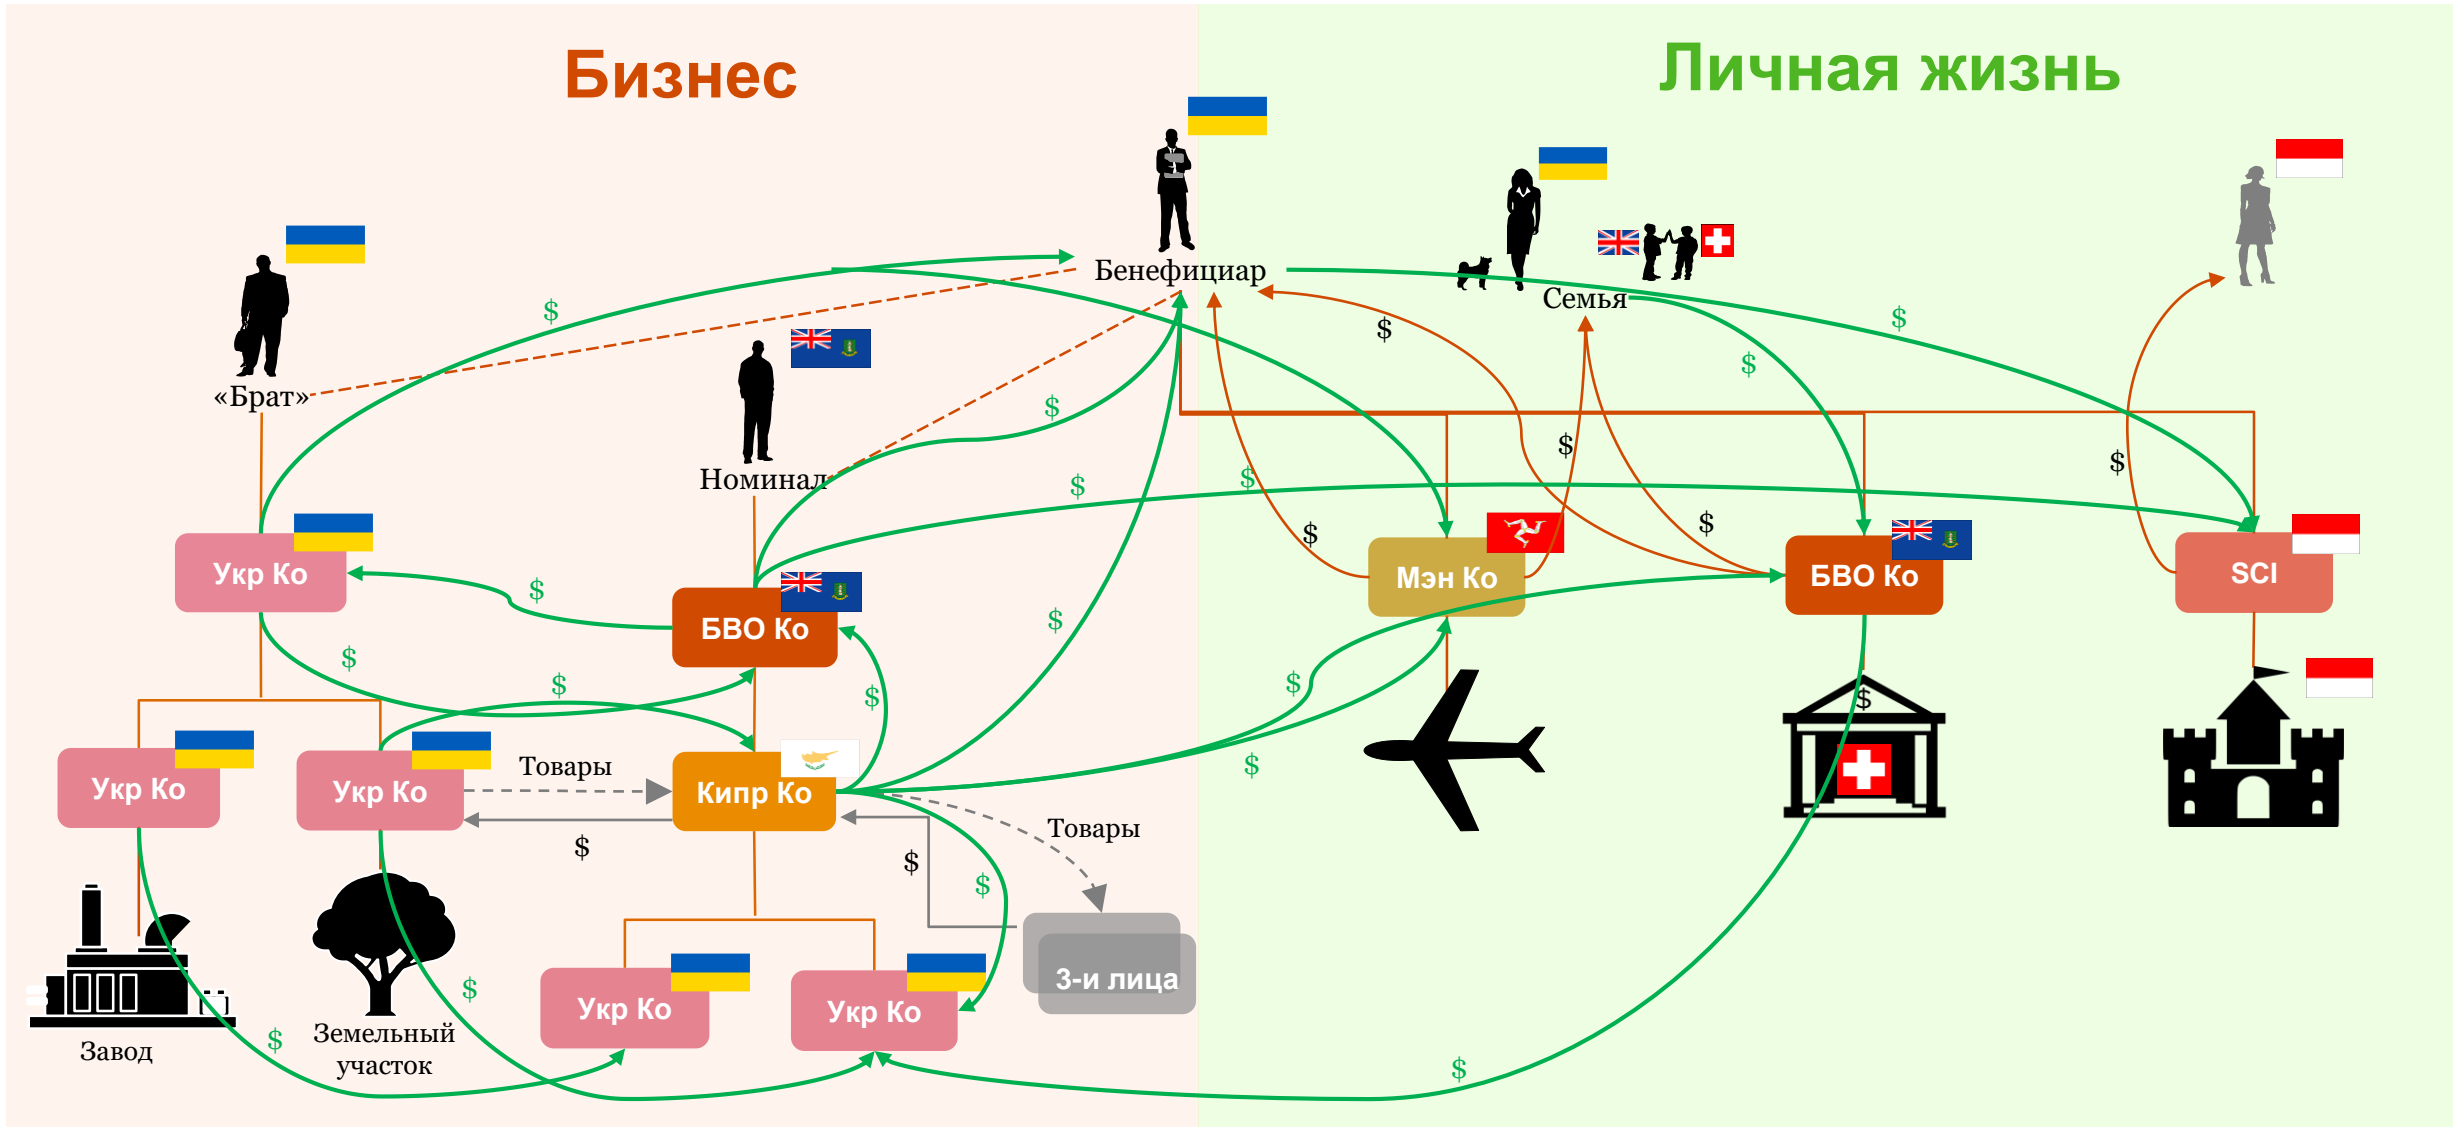 Бизнес
Личная жизнь
Бенефициар
Семья
$
$
$
$
«Брат»
$
$
Номинал
$
$
$
$
$
$
$
Укр Ко
$
БВО Ко
Мэн Ко
БВО Ко
SCI
$
$
$
$
$
$
$
Укр Ко
Укр Ко
Товары
Кипр Ко
$
Товары
$
$
$
$
3-и лица
Укр Ко
Укр Ко
Завод
$
Земельный
участок
$